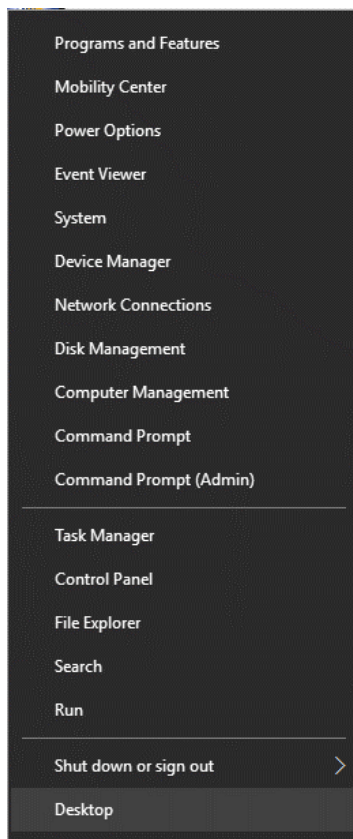 Programs and Features
Mobility Center
Power Options
Event Viewer
System
Device Manager
Network Connections
Disk Management
Computer Management
Command Prompt
Command Prompt (Admin)
Task Manager
Control Panel
File Explorer
Search
Run
Shut down or sign out
Desktop